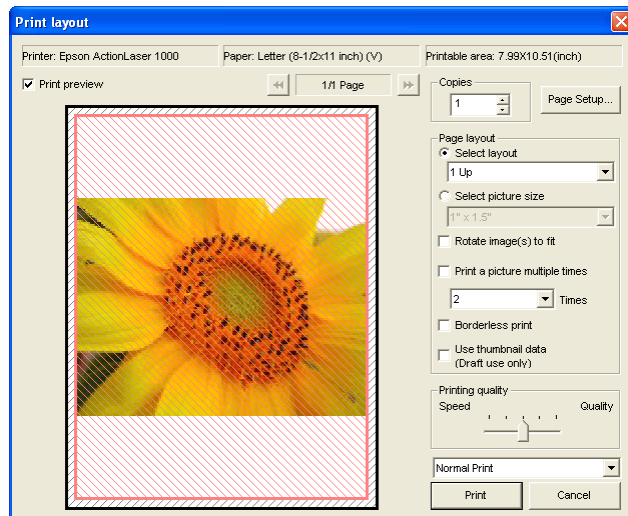 Print layout
Printer: Epson ActionLaser 1000
Paper: Letter (8-1/2x11 inch) (V)
Printable area: 7.99X10.51(inch)
Print preview
1/1 Page
Copies
1
Page Setup...
Page layout
Select layout
1 Up
Select picture size
1" x 1.5"
Rotate image(s) to fit
Print a picture multiple times
2
Times
Borderless print
Use thumbnail data
(Draft use only)
Printing quality
Speed
Quality
Normal Print
Print
Cancel